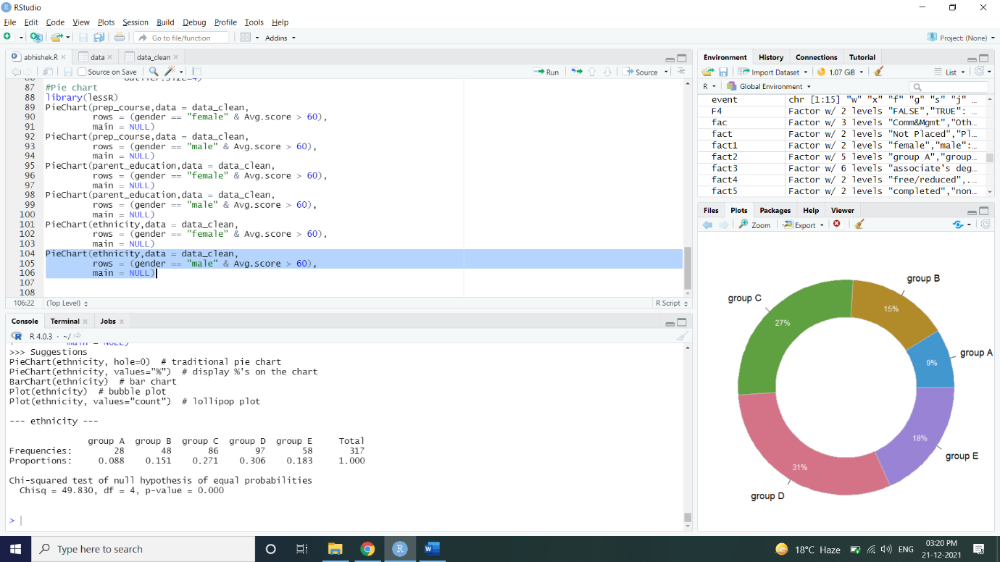 RStudio
File Edit Code View Plots Session Build Debug Profile Tools Help
Go to file/function Addins
Project: (None)
abhishek.R data data_clean
Source on Save Run Source
87 #Pie chart
88 library(lessR)
89 PieChart(prep_course,data = data_clean,
90 rows = (gender == "female" & Avg.score > 60),
91 main = NULL)
92 PieChart(prep_course,data = data_clean,
93 rows = (gender == "male" & Avg.score > 60),
94 main = NULL)
95 PieChart(parent_education,data = data_clean,
96 rows = (gender == "female" & Avg.score > 60),
97 main = NULL)
98 PieChart(parent_education,data = data_clean,
99 rows = (gender == "male" & Avg.score > 60),
100 main = NULL)
101 PieChart(ethnicity,data = data_clean,
102 rows = (gender == "female" & Avg.score > 60),
103 main = NULL)
104 PieChart(ethnicity,data = data_clean,
105 rows = (gender == "male" & Avg.score > 60),
106 main = NULL)
107
108
106:22 (Top Level) R Script
Console Terminal Jobs
R 4.0.3 · ~/
>>> Suggestions
PieChart(ethnicity, hole=0) # traditional pie chart
PieChart(ethnicity, values="%") # display %'s on the chart
BarChart(ethnicity) # bar chart
Plot(ethnicity) # bubble plot
Plot(ethnicity, values="count") # lollipop plot
--- ethnicity ---
group A group B group C group D group E Total
Frequencies: 28 48 86 97 58 317
Proportions: 0.088 0.151 0.271 0.306 0.183 1.000
Chi-squared test of null hypothesis of equal probabilities
Chisq = 49.830, df = 4, p-value = 0.000
>
Environment History Connections Tutorial
Import Dataset 1.07 GiB List
R Global Environment
event chr [1:15] "w" "x" "f" "g" "s" "j" …
F4 Factor w/ 2 levels "FALSE","TRUE": …
fac Factor w/ 3 levels "Comm&Mgmt","Oth…
fact Factor w/ 2 levels "Not Placed","Pl…
fact1 Factor w/ 2 levels "female","male":…
fact2 Factor w/ 5 levels "group A","group…
fact3 Factor w/ 6 levels "associate's deg…
fact4 Factor w/ 2 levels "free/reduced",.…
fact5 Factor w/ 2 levels "completed","non…
Files Plots Packages Help Viewer
Zoom Export
group B
group C
15%
27%
group A
9%
18%
group E
31%
group D
Type here to search
W
18°C Haze ENG
03:20 PM
21-12-2021